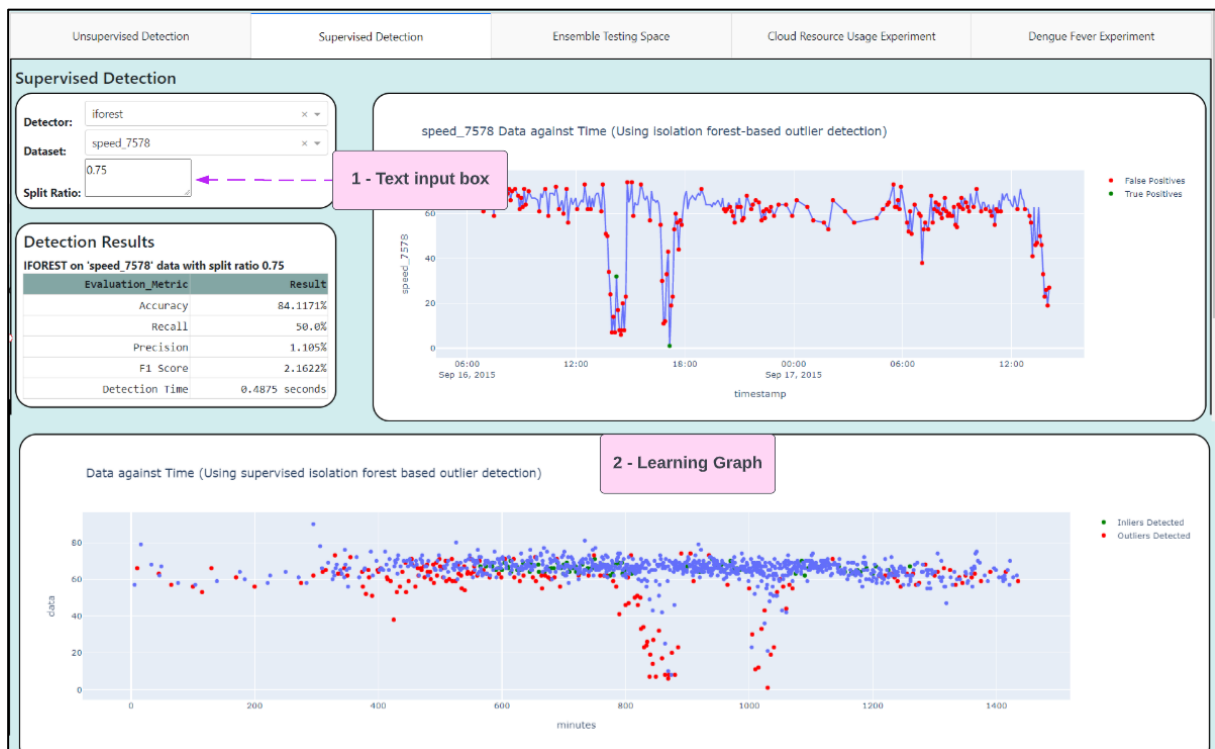 Unsupervised Detection
Supervised Detection
Ensemble Testing Space
Cloud Resource Usage Experiment
Dengue Fever Experiment
Supervised Detection
Detector: iforest × ▾
Dataset: speed_7578 × ▾
Split Ratio: 0.75
1 - Text input box
Detection Results
IFOREST on 'speed_7578' data with split ratio 0.75
Evaluation_Metric Result
Accuracy 84.1171%
Recall 50.0%
Precision 1.105%
F1 Score 2.1622%
Detection Time 0.4875 seconds
speed_7578 Data against Time (Using isolation forest-based outlier detection)
False Positives
True Positives
speed_7578
60
40
20
0
06:00 12:00 18:00 00:00 06:00 12:00
Sep 16, 2015 Sep 17, 2015
timestamp
2 - Learning Graph
Data against Time (Using supervised isolation forest based outlier detection)
Inliers Detected
Outliers Detected
data
80
60
40
20
0
0 200 400 600 800 1000 1200 1400
minutes